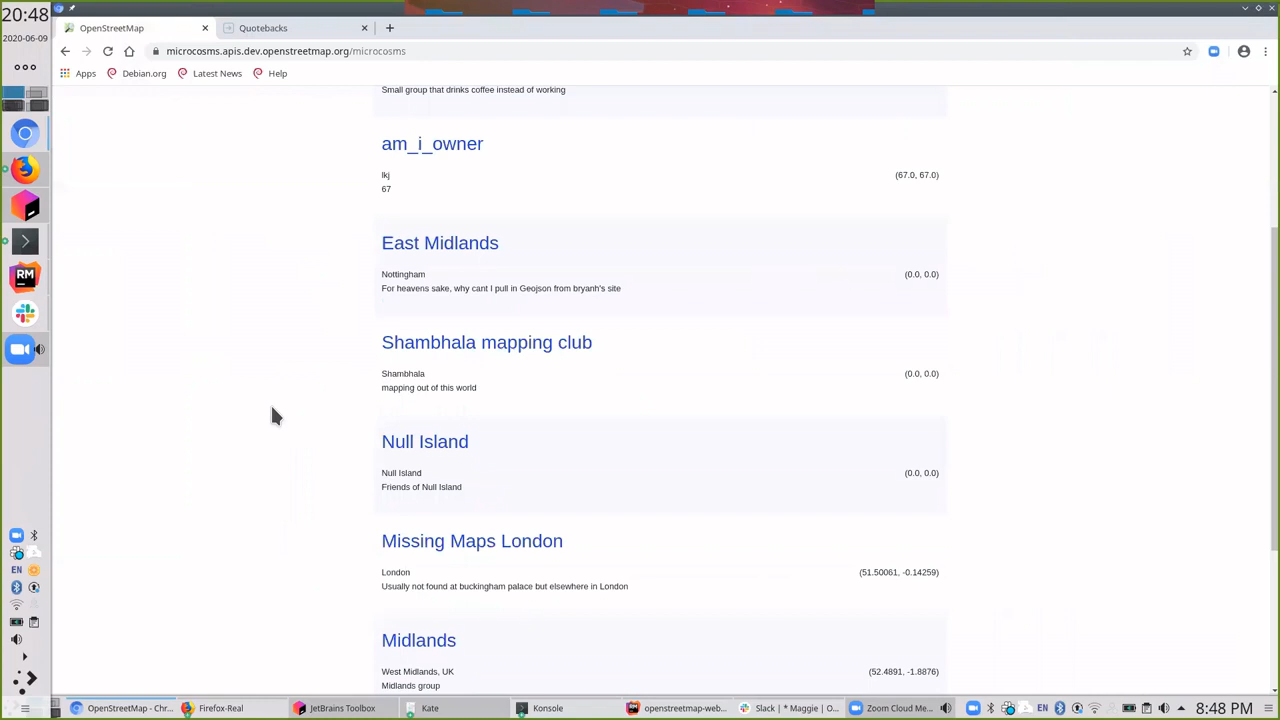 20:48
2020-06-09
OpenStreetMap
Quotebacks
microcosms.apis.dev.openstreetmap.org/microcosms
Apps Debian.org Latest News Help
Small group that drinks coffee instead of working
am_i_owner
lkj (67.0, 67.0)
67
East Midlands
Nottingham (0.0, 0.0)
For heavens sake, why cant I pull in Geojson from bryanh's site
Shambhala mapping club
Shambhala (0.0, 0.0)
mapping out of this world
Null Island
Null Island (0.0, 0.0)
Friends of Null Island
Missing Maps London
London (51.50061, -0.14259)
Usually not found at buckingham palace but elsewhere in London
Midlands
West Midlands, UK (52.4891, -1.8876)
Midlands group
RM
EN
OpenStreetMap - Chr... Firefox-Real JetBrains Toolbox Kate Konsole openstreetmap-web... Slack | * Maggie | O... Zoom Cloud Me... EN 8:48 PM